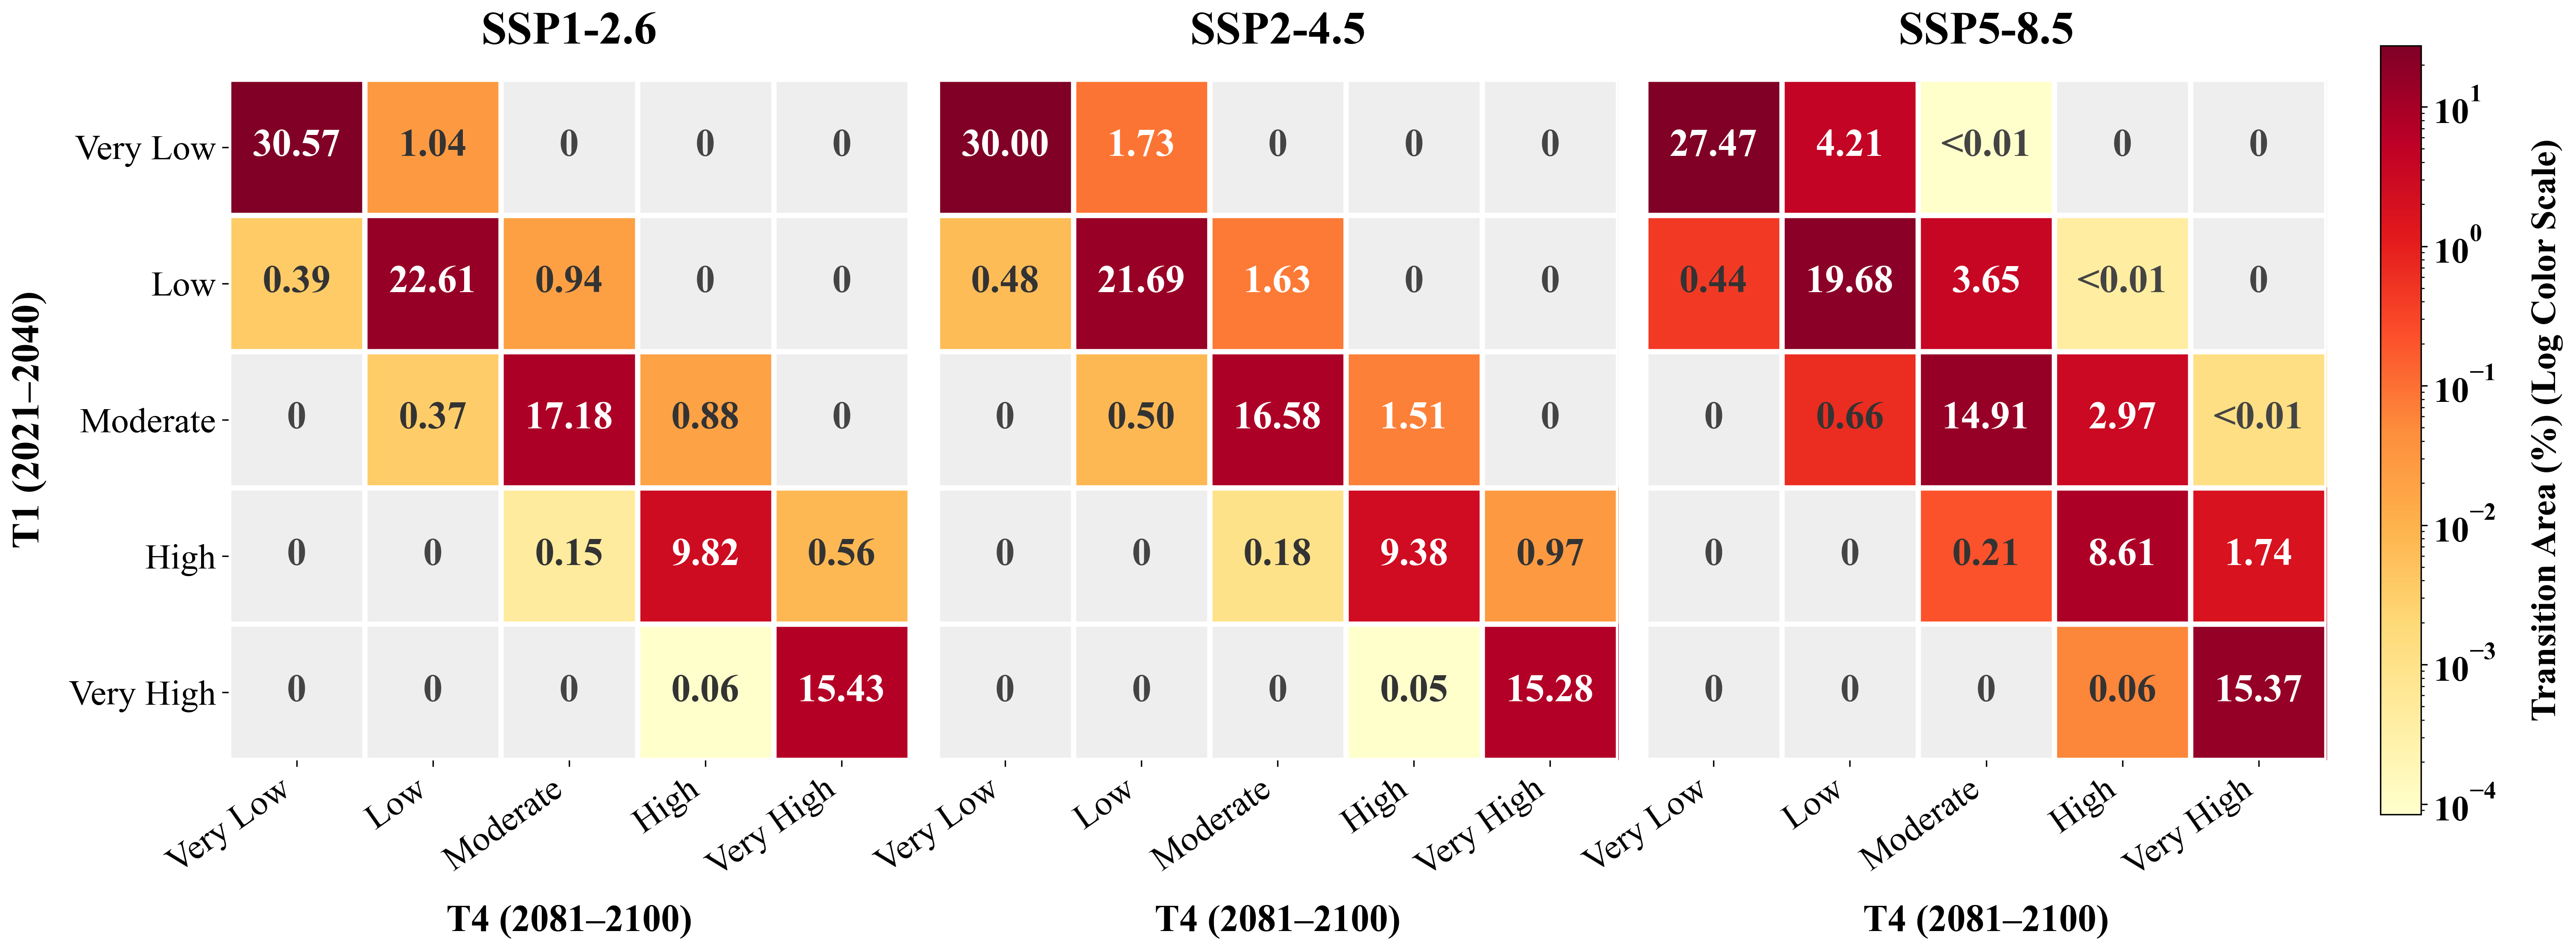 SSP1-2.6 SSP2-4.5 SSP5-8.5
Very Low 30.57 1.04 0 0 0 30.00 1.73 0 0 0 27.47 4.21 <0.01 0 0
Low 0.39 22.61 0.94 0 0 0.48 21.69 1.63 0 0 0.44 19.68 3.65 <0.01 0
Moderate 0 0.37 17.18 0.88 0 0 0.50 16.58 1.51 0 0 0.66 14.91 2.97 <0.01
High 0 0 0.15 9.82 0.56 0 0 0.18 9.38 0.97 0 0 0.21 8.61 1.74
Very High 0 0 0 0.06 15.43 0 0 0 0.05 15.28 0 0 0 0.06 15.37
T1 (2021–2040)
Very Low Low Moderate High Very High Very Low Low Moderate High Very High Very Low Low Moderate High Very High
T4 (2081–2100) T4 (2081–2100) T4 (2081–2100)
10¹
10⁰
10⁻¹
10⁻²
10⁻³
10⁻⁴
Transition Area (%) (Log Color Scale)